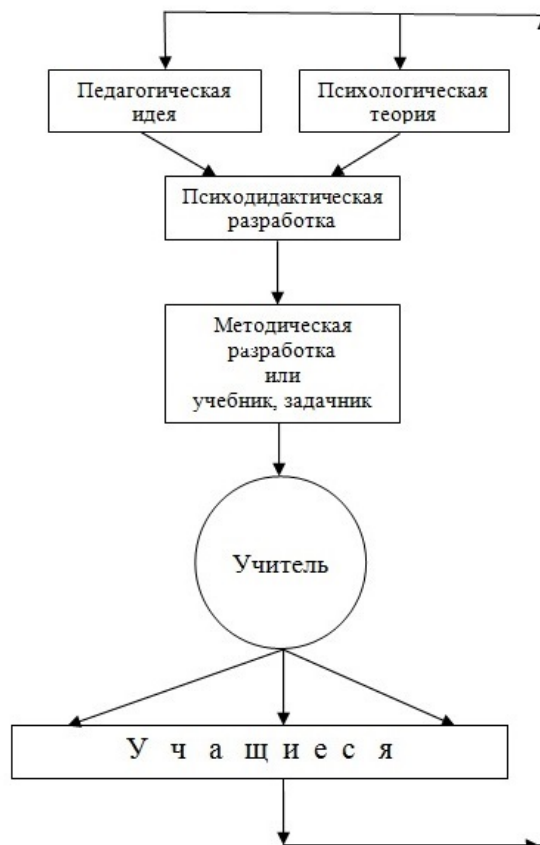 Педагогическая
идея
Психологическая
теория
Психодидактическая
разработка
Методическая
разработка
или
учебник, задачник
Учитель
У ч а щ и е с я